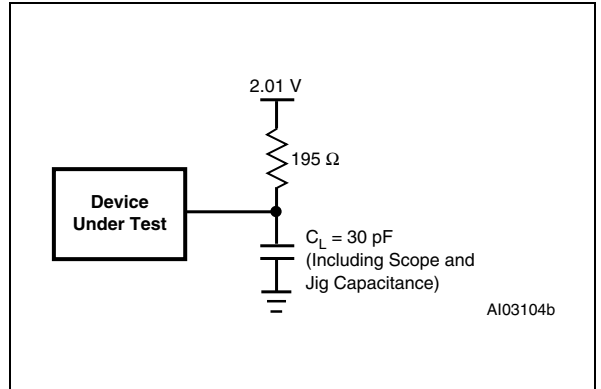 2.01 V
195 Ω
Device
Under Test
C_L = 30 pF
(Including Scope and
Jig Capacitance)
AI03104b